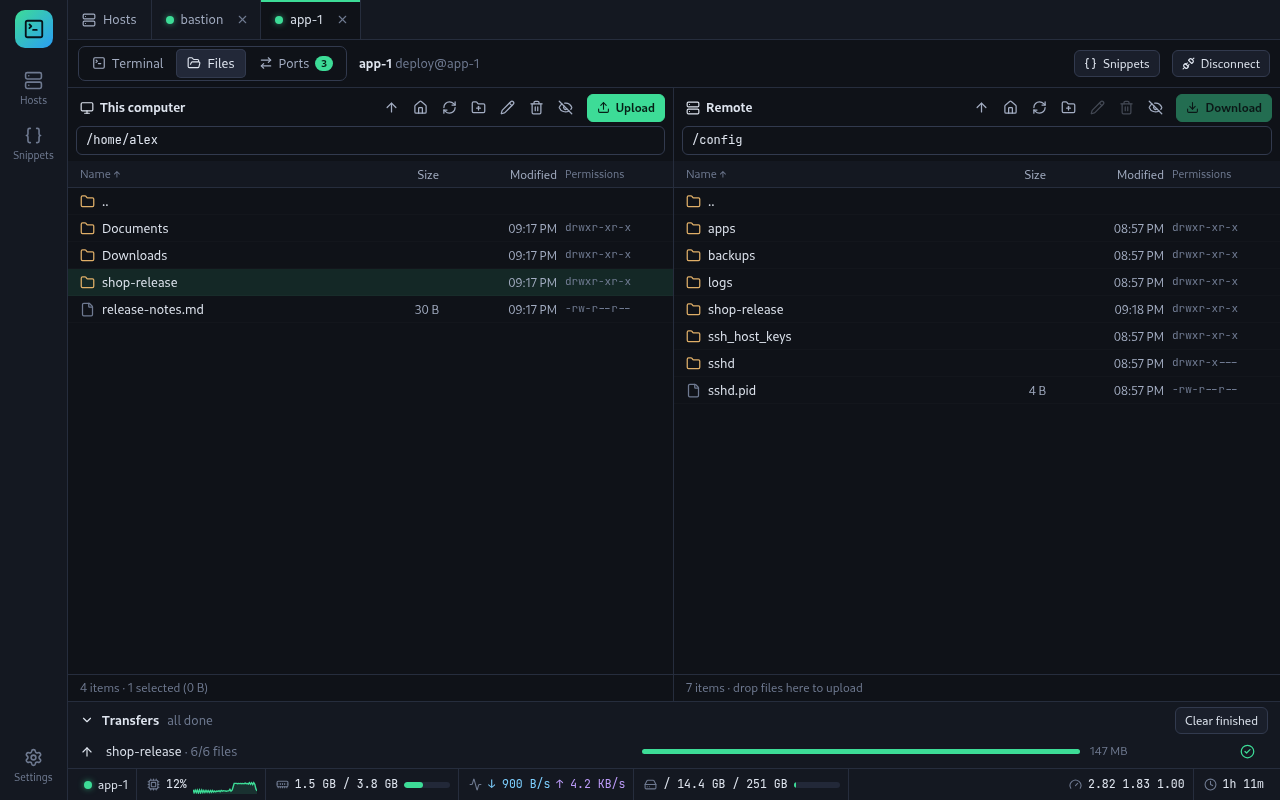 Hosts
bastion
app-1
Hosts
Snippets
Settings
Terminal
Files
Ports 3
app-1 deploy@app-1
Snippets
Disconnect
This computer
Upload
/home/alex
Name Size Modified Permissions
..
Documents 09:17 PM drwxr-xr-x
Downloads 09:17 PM drwxr-xr-x
shop-release 09:17 PM drwxr-xr-x
release-notes.md 30 B 09:17 PM -rw-r--r--
4 items · 1 selected (0 B)
Remote
Download
/config
Name Size Modified Permissions
..
apps 08:57 PM drwxr-xr-x
backups 08:57 PM drwxr-xr-x
logs 08:57 PM drwxr-xr-x
shop-release 09:18 PM drwxr-xr-x
ssh_host_keys 08:57 PM drwxr-xr-x
sshd 08:57 PM drwxr-x---
sshd.pid 4 B 08:57 PM -rw-r--r--
7 items · drop files here to upload
Transfers all done
Clear finished
shop-release · 6/6 files 147 MB
app-1 12% 1.5 GB / 3.8 GB ↓ 900 B/s ↑ 4.2 KB/s / 14.4 GB / 251 GB 2.82 1.83 1.00 1h 11m